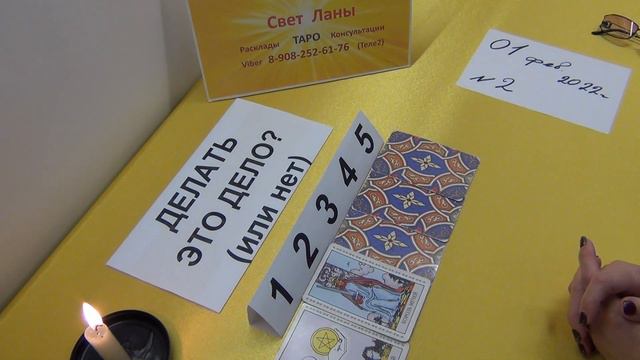 Свет Ланы
Расклады ТАРО Консультации
Viber 8-908-252-61-76 (Теле2)
01 фев 2022г
№2
ДЕЛАТЬ
ЭТО ДЕЛО?
(или нет)
1 2 3 4 5